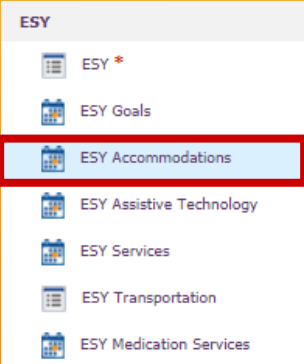 ESY
ESY *
ESY Goals
ESY Accommodations
ESY Assistive Technology
ESY Services
ESY Transportation
ESY Medication Services